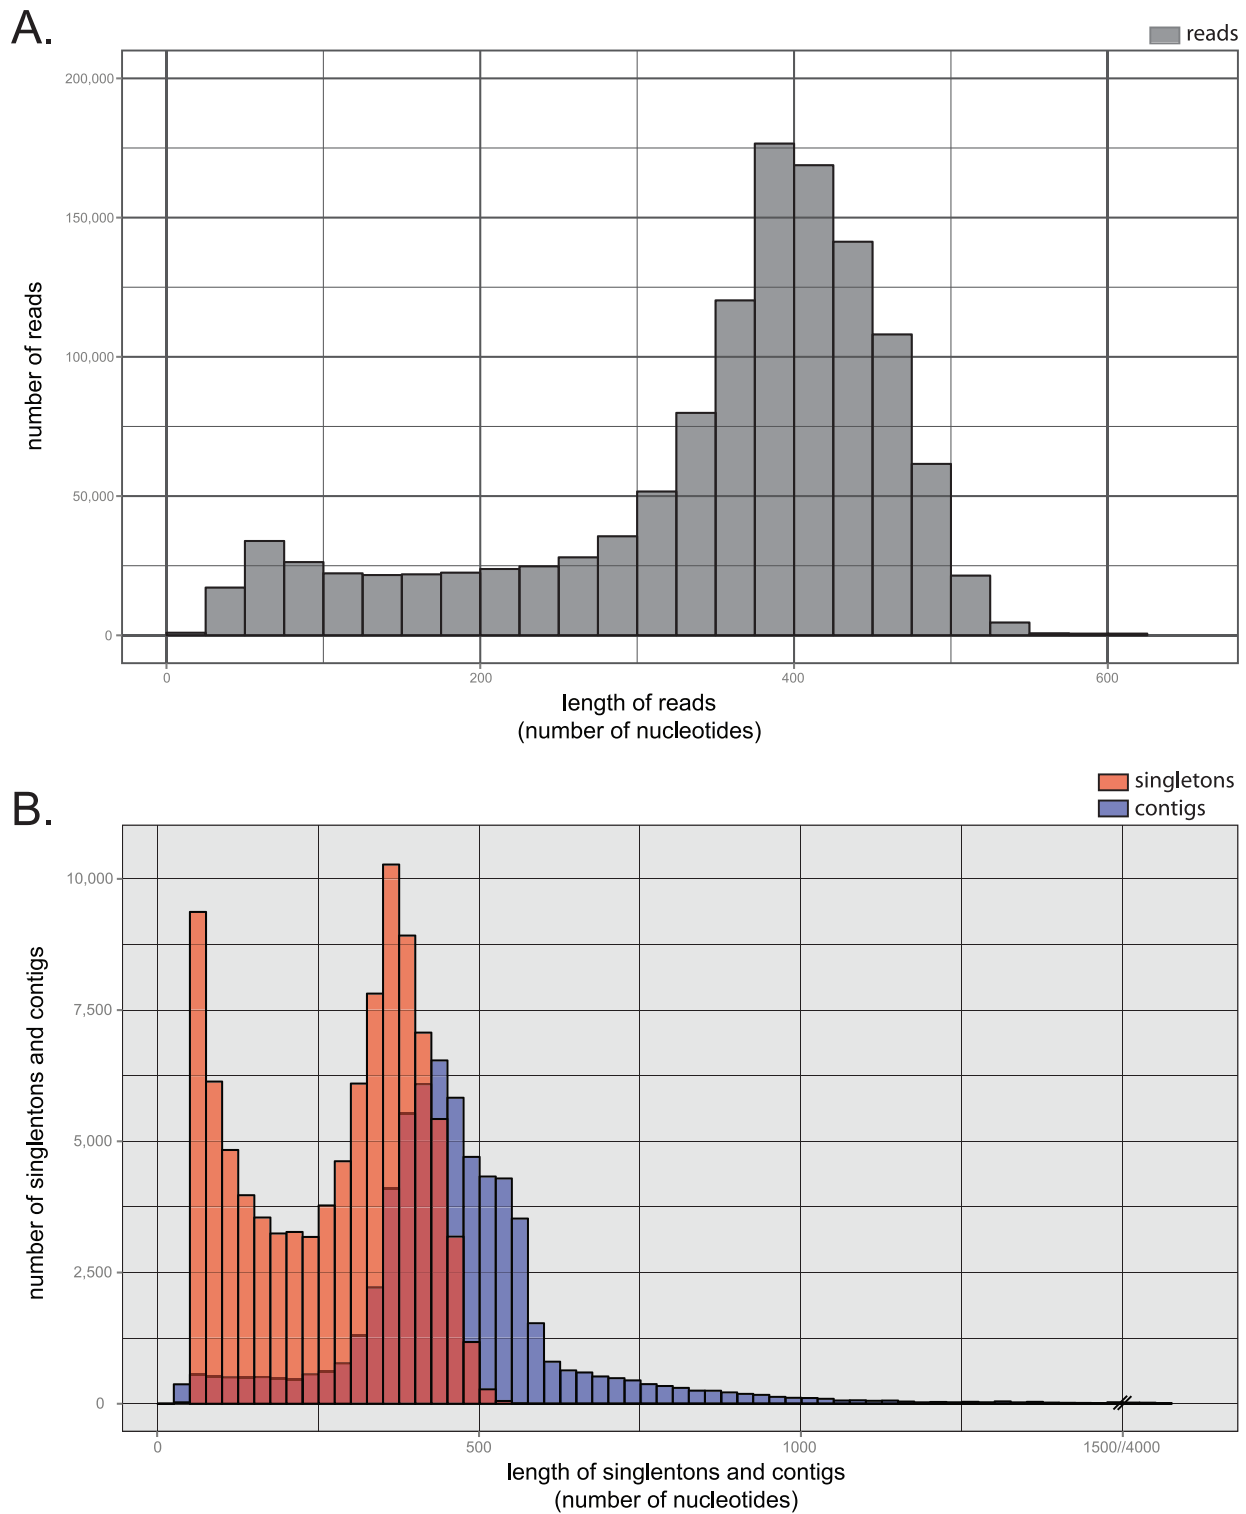 A.
reads
200,000
150,000
100,000
50,000
0
number of reads
0 200 400 600
length of reads
(number of nucleotides)
B.
singletons
contigs
10,000
7,500
5,000
2,500
0
number of singlentons and contigs
0 500 1000 1500//4000
length of singlentons and contigs
(number of nucleotides)